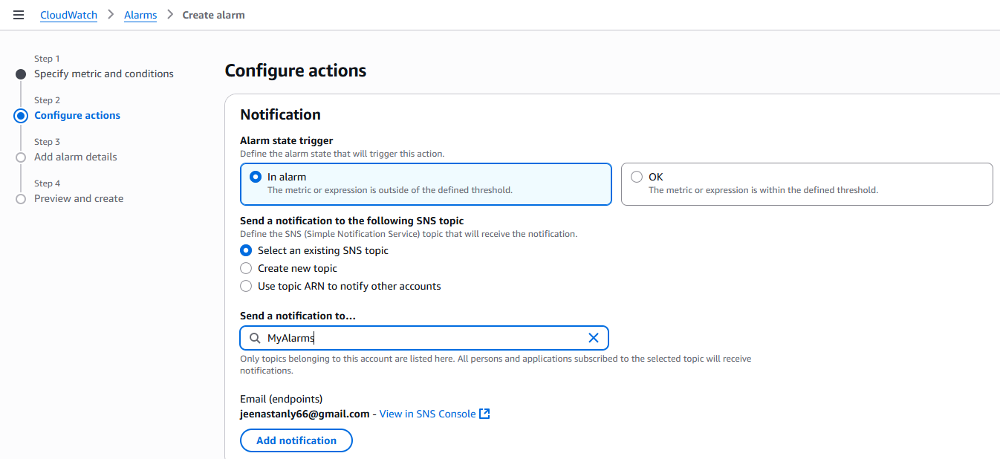 CloudWatch > Alarms > Create alarm
Step 1
Specify metric and conditions
Step 2
Configure actions
Step 3
Add alarm details
Step 4
Preview and create
Configure actions
Notification
Alarm state trigger
Define the alarm state that will trigger this action.
In alarm
The metric or expression is outside of the defined threshold.
OK
The metric or expression is within the defined threshold.
Send a notification to the following SNS topic
Define the SNS (Simple Notification Service) topic that will receive the notification.
Select an existing SNS topic
Create new topic
Use topic ARN to notify other accounts
Send a notification to…
MyAlarms
Only topics belonging to this account are listed here. All persons and applications subscribed to the selected topic will receive
notifications.
Email (endpoints)
jeenastanly66@gmail.com - View in SNS Console
Add notification